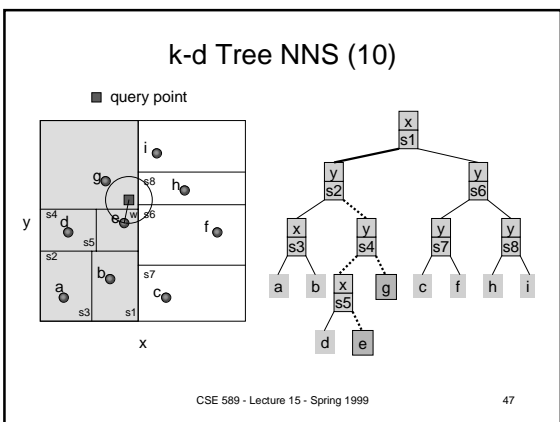 k-d Tree NNS (10)
query point
x
s1
y
s2
y
s6
x
s3
y
s4
y
s7
y
s8
a
b
x
s5
g
c
f
h
i
d
e
i
g
s8
h
s4
d
e
w
s6
f
y
s5
s2
b
s7
a
c
s3
s1
x
CSE 589 - Lecture 15 - Spring 1999
47